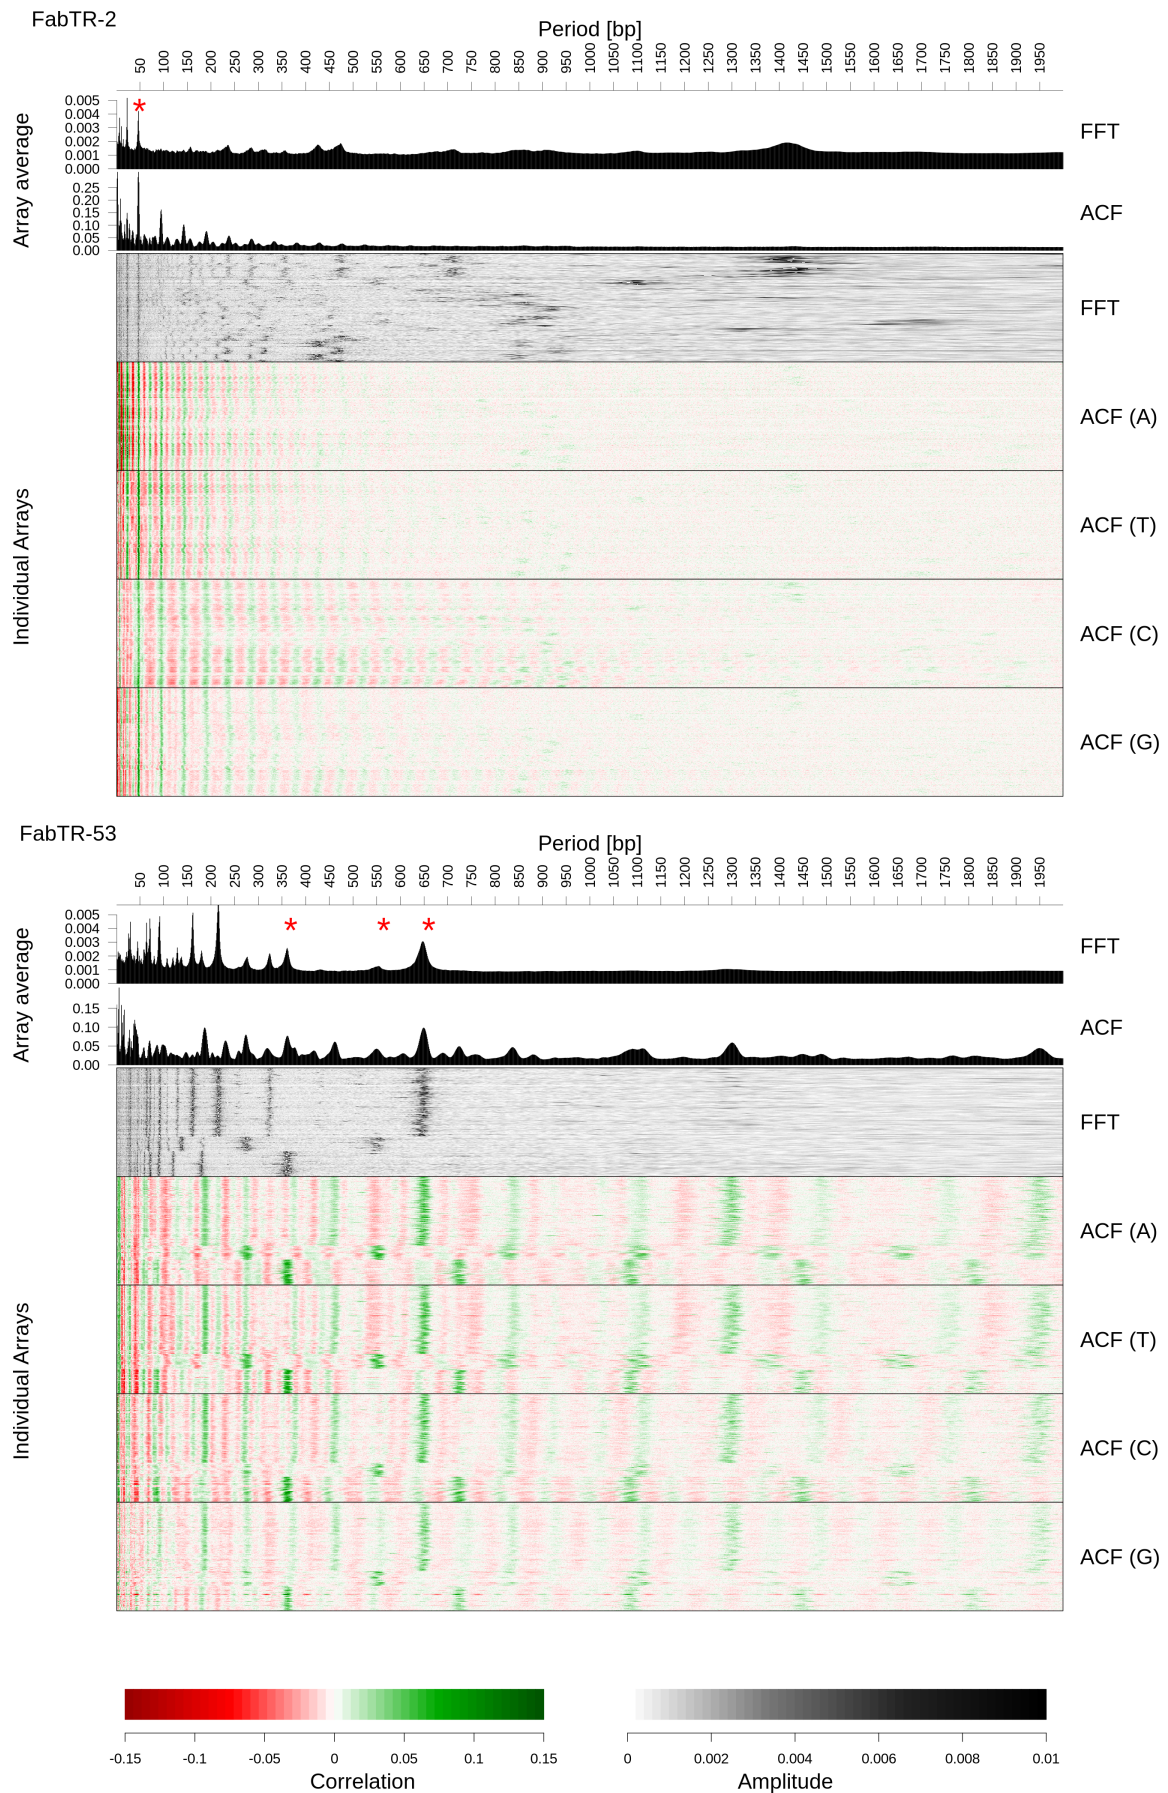 FabTR-2
Period [bp]
50 100 150 200 250 300 350 400 450 500 550 600 650 700 750 800 850 900 950 1000 1050 1100 1150 1200 1250 1300 1350 1400 1450 1500 1550 1600 1650 1700 1750 1800 1850 1900 1950
Array average
0.005
0.004
0.003
0.002
0.001
0.000
*
FFT
0.25
0.20
0.15
0.10
0.05
0.00
ACF
Individual Arrays
FFT
ACF (A)
ACF (T)
ACF (C)
ACF (G)
FabTR-53
Period [bp]
50 100 150 200 250 300 350 400 450 500 550 600 650 700 750 800 850 900 950 1000 1050 1100 1150 1200 1250 1300 1350 1400 1450 1500 1550 1600 1650 1700 1750 1800 1850 1900 1950
Array average
0.005
0.004
0.003
0.002
0.001
0.000
* * *
FFT
0.15
0.10
0.05
0.00
ACF
Individual Arrays
FFT
ACF (A)
ACF (T)
ACF (C)
ACF (G)
-0.15 -0.1 -0.05 0 0.05 0.1 0.15
Correlation
0 0.002 0.004 0.006 0.008 0.01
Amplitude